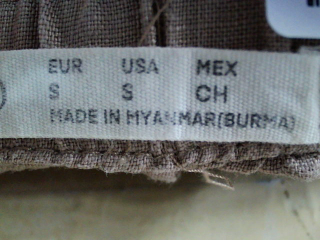 EUR USA MEX
S S CH
MADE IN MYANMAR(BURMA)